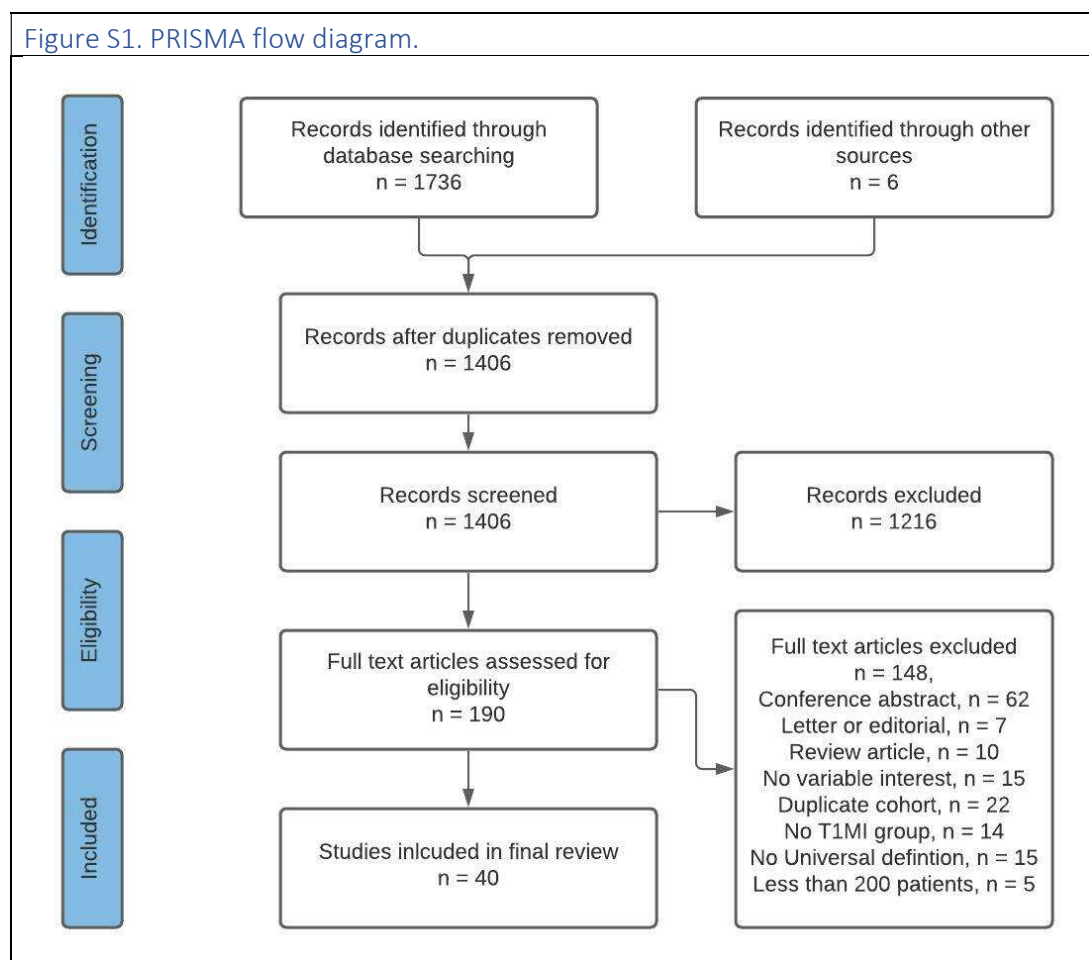 Figure S1. PRISMA flow diagram.
Identification
Records identified through
database searching
n = 1736
Records identified through other
sources
n = 6
Screening
Records after duplicates removed
n = 1406
Records screened
n = 1406
Records excluded
n = 1216
Eligibility
Full text articles assessed for
eligibility
n = 190
Full text articles excluded
n = 148,
Conference abstract, n = 62
Letter or editorial, n = 7
Review article, n = 10
No variable interest, n = 15
Duplicate cohort, n = 22
No T1MI group, n = 14
No Universal defintion, n = 15
Less than 200 patients, n = 5
Included
Studies inlcuded in final review
n = 40